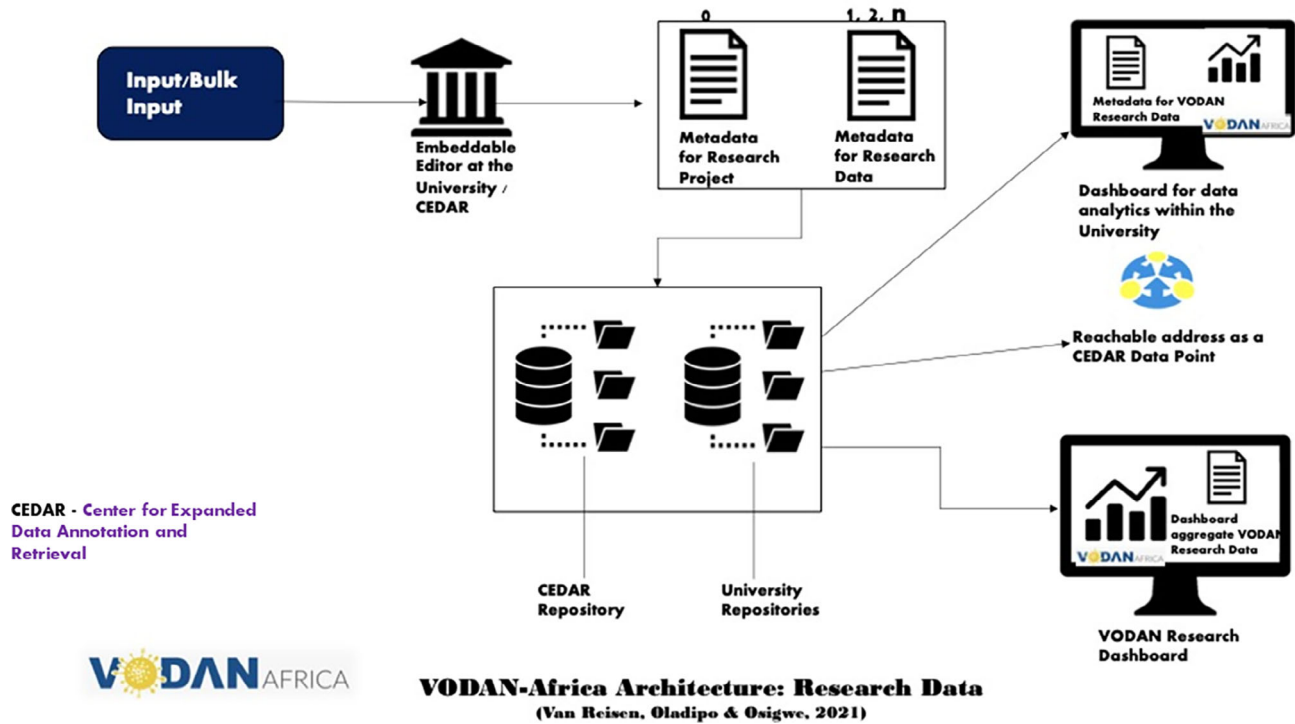 Input/Bulk
Input
Embeddable
Editor at the
University /
CEDAR
0
1, 2, n
Metadata
for Research
Project
Metadata
for Research
Data
Metadata for VODAN
Research Data
VODAN AFRICA
Dashboard for data
analytics within the
University
Reachable address as a
CEDAR Data Point
Dashboard
aggregate VODAN
Research Data
VODAN AFRICA
VODAN Research
Dashboard
CEDAR
Repository
University
Repositories
CEDAR - Center for Expanded
Data Annotation and
Retrieval
VODAN AFRICA
VODAN-Africa Architecture: Research Data
(Van Reisen, Oladipo & Osigwe, 2021)